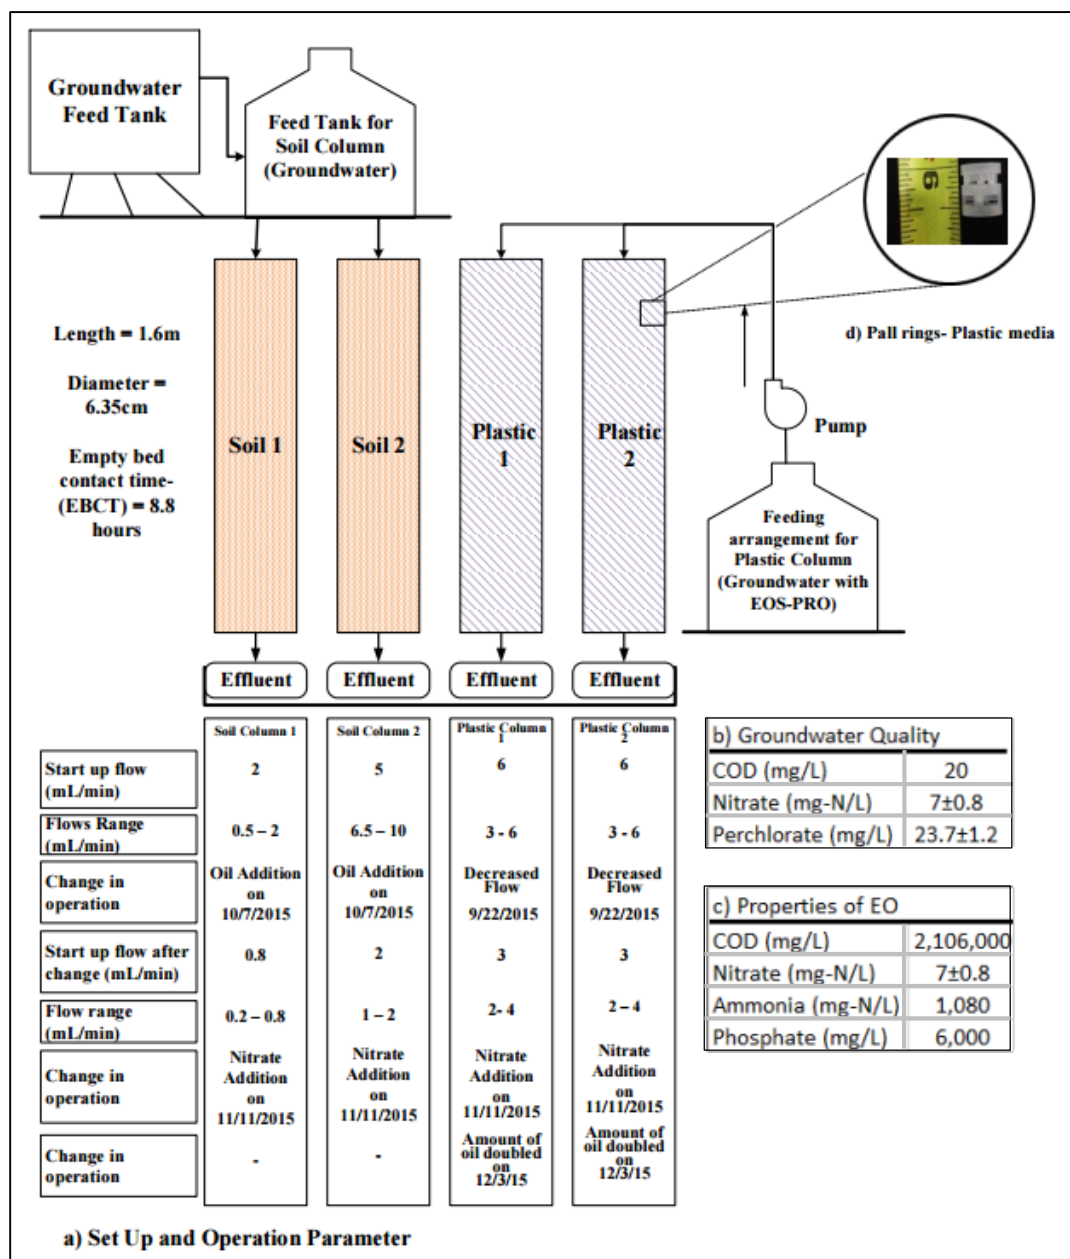 Groundwater
Feed Tank
Feed Tank for
Soil Column
(Groundwater)
6
d) Pall rings- Plastic media
Length = 1.6m
Diameter =
6.35cm
Empty bed
contact time-
(EBCT) = 8.8
hours
Soil 1
Soil 2
Plastic
1
Plastic
2
Pump
Feeding
arrangement for
Plastic Column
(Groundwater with
EOS-PRO)
Effluent
Effluent
Effluent
Effluent
Soil Column 1
Soil Column 2
Plastic Column
1
Plastic Column
2
Start up flow
(mL/min)
2
5
6
6
Flows Range
(mL/min)
0.5 – 2
6.5 – 10
3 - 6
3 - 6
Change in
operation
Oil Addition
on
10/7/2015
Oil Addition
on
10/7/2015
Decreased
Flow
9/22/2015
Decreased
Flow
9/22/2015
Start up flow after
change (mL/min)
0.8
2
3
3
Flow range
(mL/min)
0.2 – 0.8
1 – 2
2- 4
2 – 4
Change in
operation
Nitrate
Addition
on
11/11/2015
Nitrate
Addition
on
11/11/2015
Nitrate
Addition
on
11/11/2015
Nitrate
Addition
on
11/11/2015
Change in
operation
-
-
Amount of
oil doubled
on
12/3/15
Amount of
oil doubled
on
12/3/15
b) Groundwater Quality
COD (mg/L) 20
Nitrate (mg-N/L) 7±0.8
Perchlorate (mg/L) 23.7±1.2
c) Properties of EO
COD (mg/L) 2,106,000
Nitrate (mg-N/L) 7±0.8
Ammonia (mg-N/L) 1,080
Phosphate (mg/L) 6,000
a) Set Up and Operation Parameter